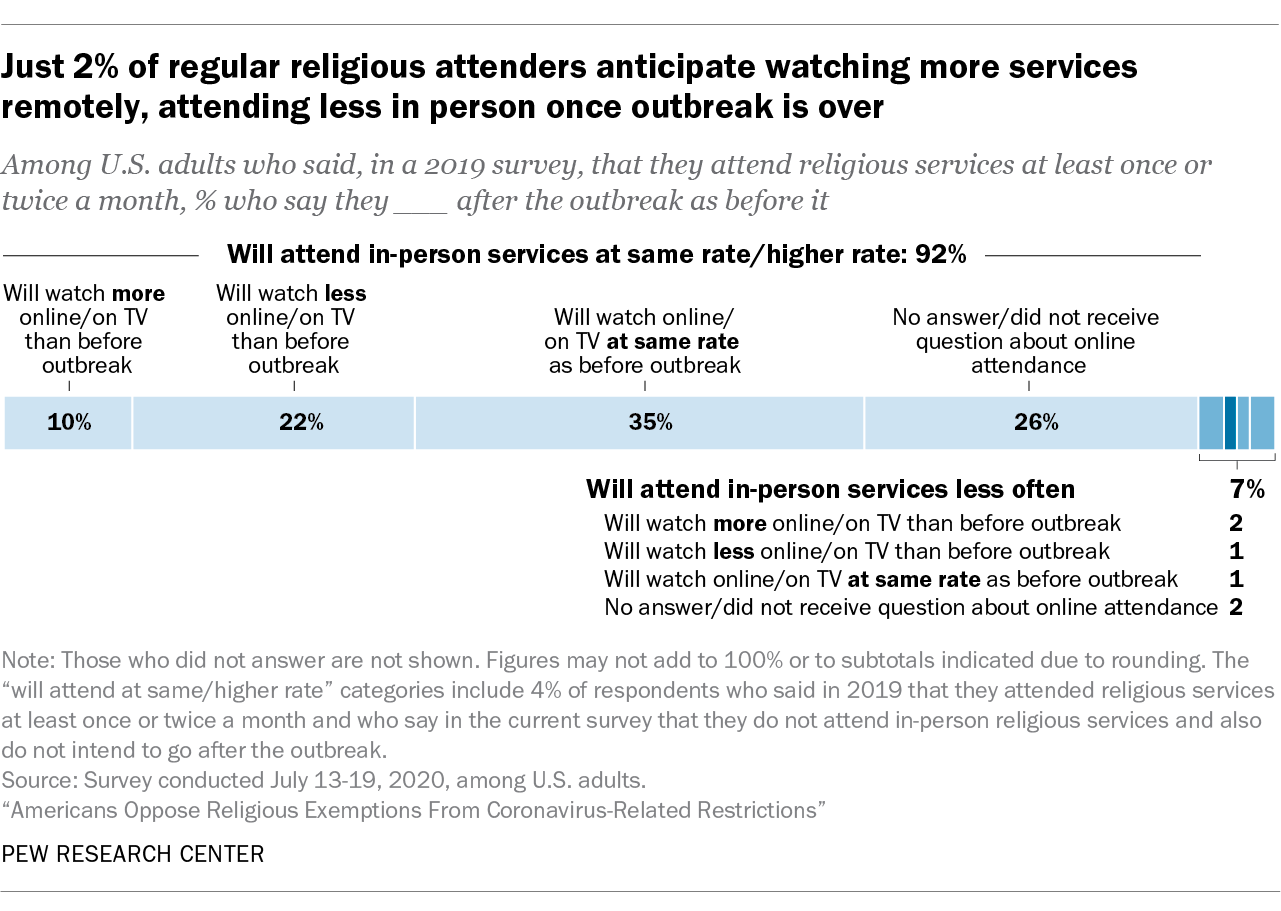 Just 2% of regular religious attenders anticipate watching more services
remotely, attending less in person once outbreak is over
Among U.S. adults who said, in a 2019 survey, that they attend religious services at least once or
twice a month, % who say they ___ after the outbreak as before it
Will attend in-person services at same rate/higher rate: 92%
Will watch more
online/on TV
than before
outbreak
Will watch less
online/on TV
than before
outbreak
Will watch online/
on TV at same rate
as before outbreak
No answer/did not receive
question about online
attendance
10%
22%
35%
26%
Will attend in-person services less often 7%
Will watch more online/on TV than before outbreak 2
Will watch less online/on TV than before outbreak 1
Will watch online/on TV at same rate as before outbreak 1
No answer/did not receive question about online attendance 2
Note: Those who did not answer are not shown. Figures may not add to 100% or to subtotals indicated due to rounding. The
“will attend at same/higher rate” categories include 4% of respondents who said in 2019 that they attended religious services
at least once or twice a month and who say in the current survey that they do not attend in-person religious services and also
do not intend to go after the outbreak.
Source: Survey conducted July 13-19, 2020, among U.S. adults.
“Americans Oppose Religious Exemptions From Coronavirus-Related Restrictions”
PEW RESEARCH CENTER